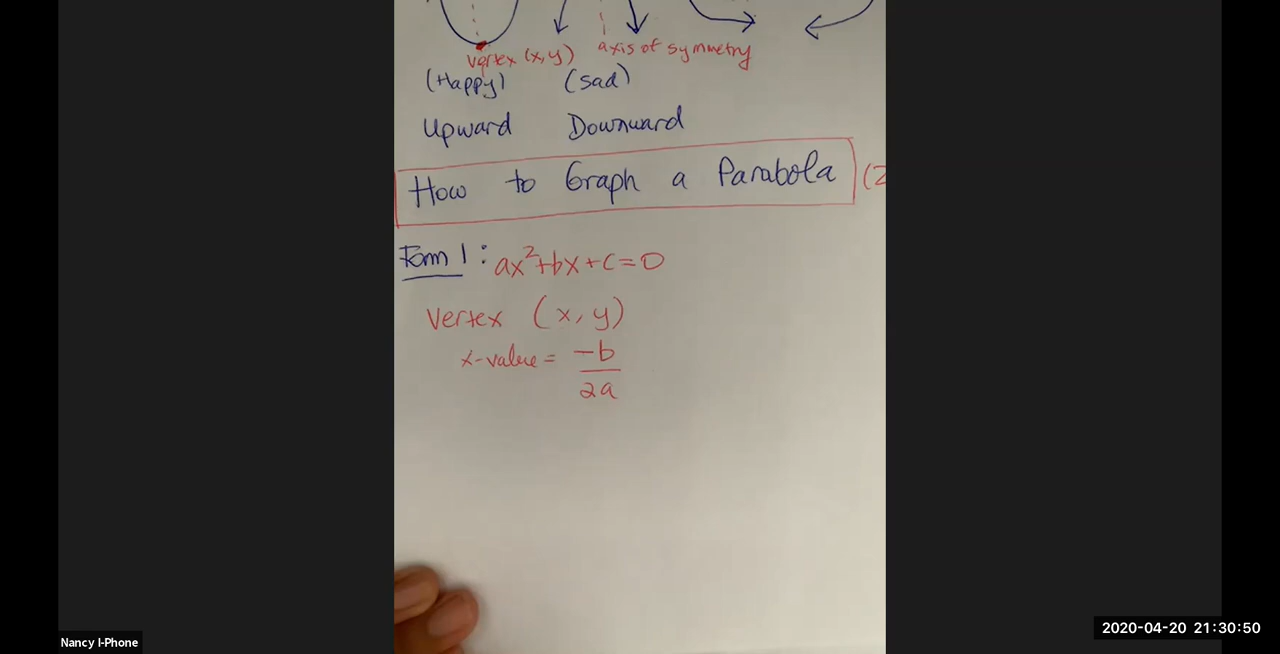 vertex (x,y) axis of symmetry
(Happy) (sad)
Upward Downward
How to Graph a Parabola (2
Form 1: ax²+bx+c=0
Vertex (x,y)
x-value = -b
2a
Nancy I-Phone
2020-04-20 21:30:50